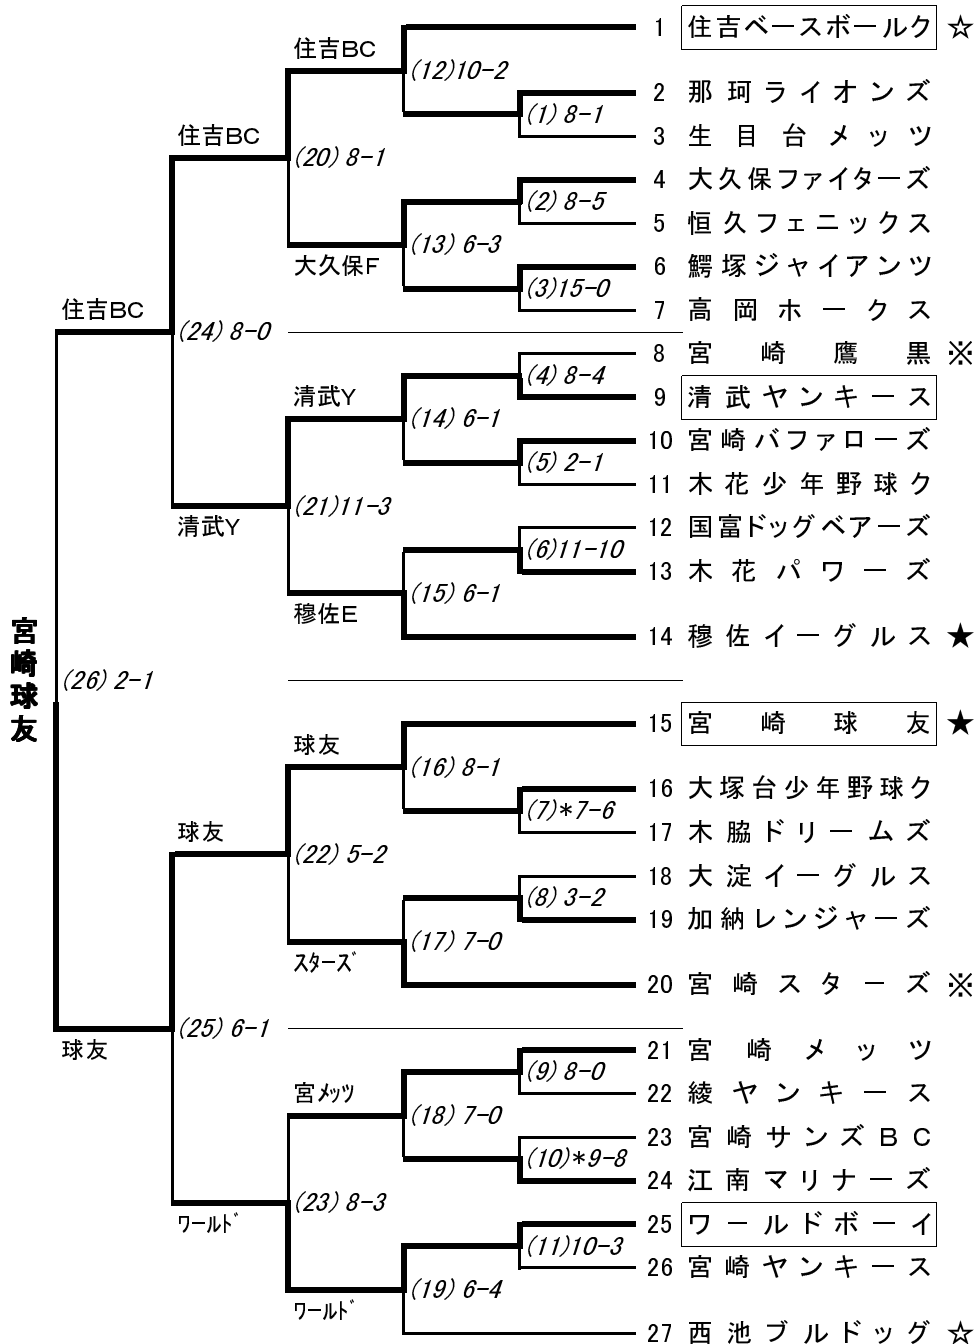 1 住吉ベースボールク ☆
住吉BC
(12)10-2
2 那珂ライオンズ
(1) 8-1
3 生目台メッツ
住吉BC
(20) 8-1
4 大久保ファイターズ
(2) 8-5
5 恒久フェニックス
(13) 6-3
大久保F
6 鰐塚ジャイアンツ
(3)15-0
7 高岡ホークス
住吉BC
(24) 8-0
8 宮崎鷹黒 ※
(4) 8-4
9 清武ヤンキース
清武Y
(14) 6-1
10 宮崎バファローズ
(5) 2-1
11 木花少年野球ク
(21)11-3
清武Y
12 国富ドッグベアーズ
(6)11-10
13 木花パワーズ
(15) 6-1
穆佐E
14 穆佐イーグルス ★
宮崎球友
(26) 2-1
15 宮崎球友 ★
球友
(16) 8-1
16 大塚台少年野球ク
(7)*7-6
17 木脇ドリームズ
球友
(22) 5-2
18 大淀イーグルス
(8) 3-2
19 加納レンジャーズ
(17) 7-0
スターズ
20 宮崎スターズ ※
(25) 6-1
球友
21 宮崎メッツ
(9) 8-0
22 綾ヤンキース
宮メッツ
(18) 7-0
23 宮崎サンズBC
(10)*9-8
24 江南マリナーズ
(23) 8-3
ワールド
25 ワールドボーイ
(11)10-3
26 宮崎ヤンキース
(19) 6-4
ワールド
27 西池ブルドッグ ☆